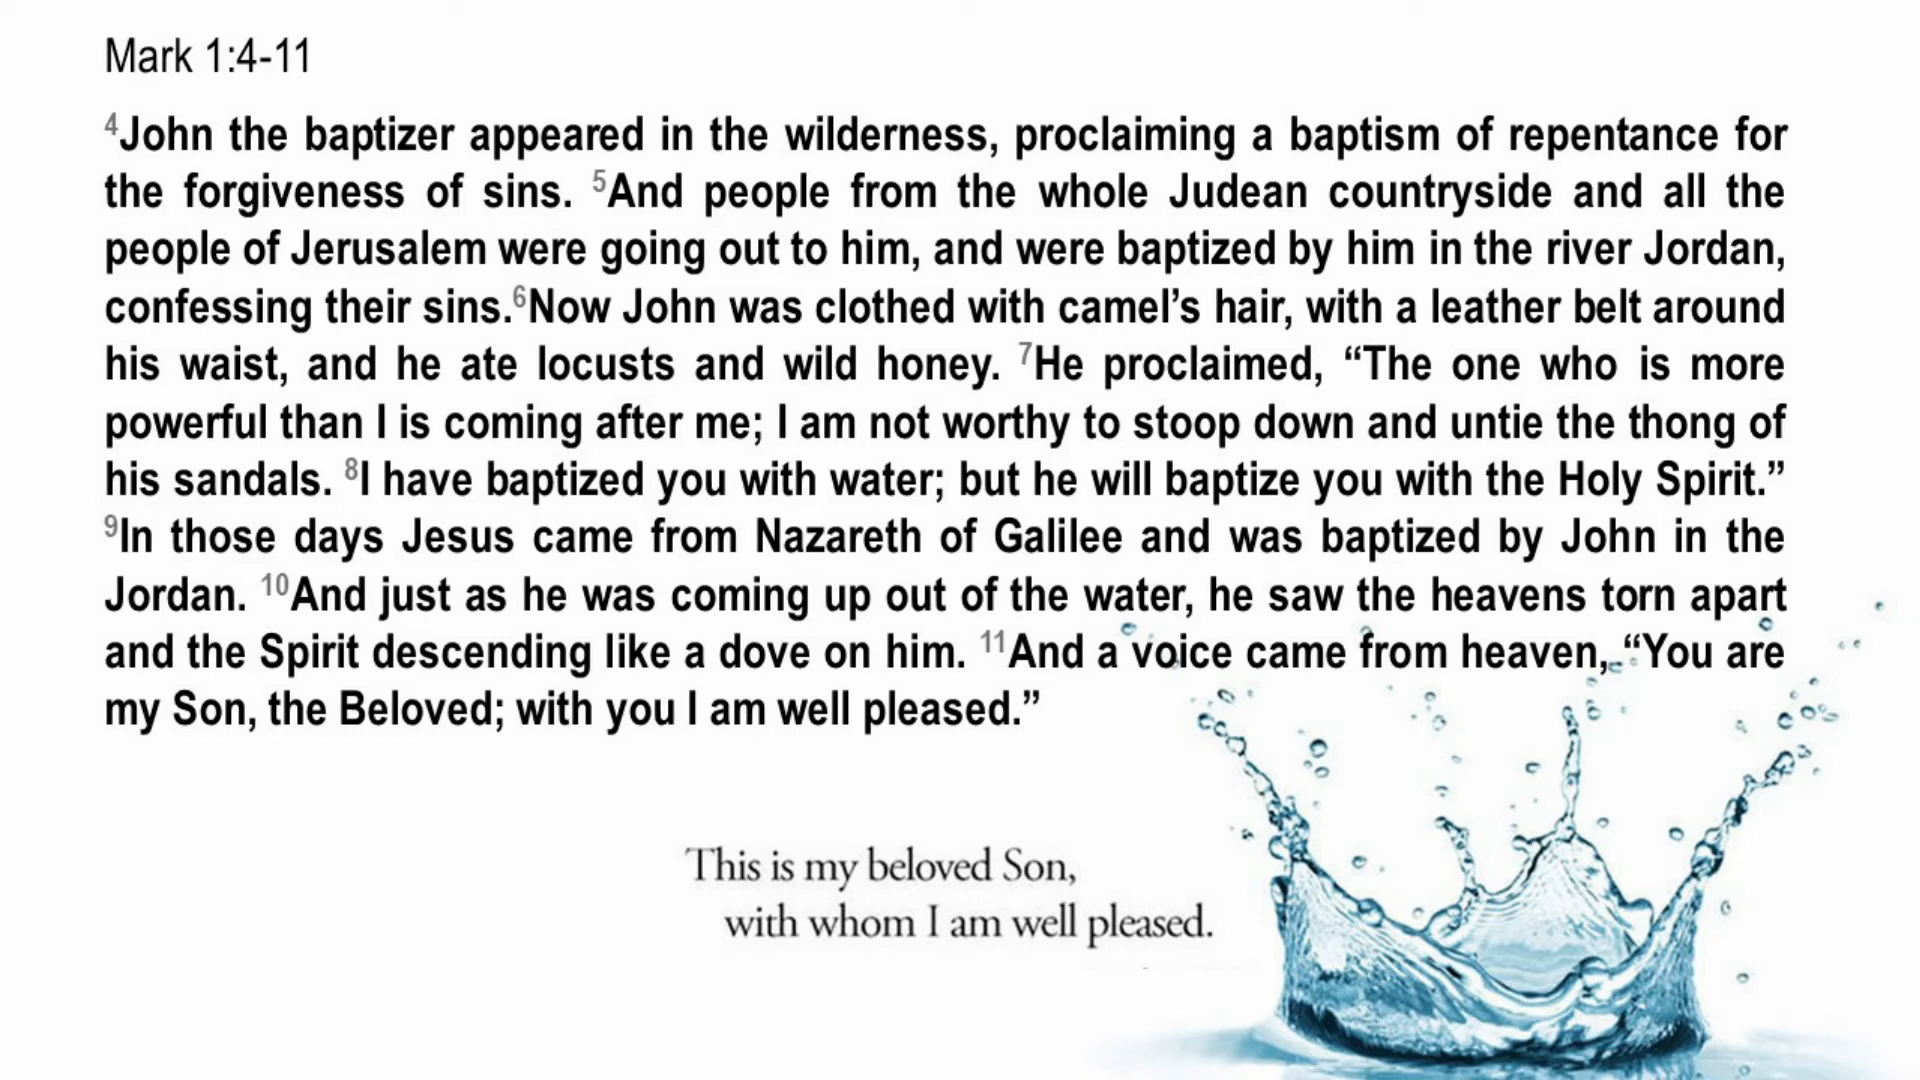 Mark 1:4-11
4John the baptizer appeared in the wilderness, proclaiming a baptism of repentance for
the forgiveness of sins. 5And people from the whole Judean countryside and all the
people of Jerusalem were going out to him, and were baptized by him in the river Jordan,
confessing their sins.6Now John was clothed with camel’s hair, with a leather belt around
his waist, and he ate locusts and wild honey. 7He proclaimed, “The one who is more
powerful than I is coming after me; I am not worthy to stoop down and untie the thong of
his sandals. 8I have baptized you with water; but he will baptize you with the Holy Spirit.”
9In those days Jesus came from Nazareth of Galilee and was baptized by John in the
Jordan. 10And just as he was coming up out of the water, he saw the heavens torn apart
and the Spirit descending like a dove on him. 11And a voice came from heaven, “You are
my Son, the Beloved; with you I am well pleased.”
This is my beloved Son,
with whom I am well pleased.